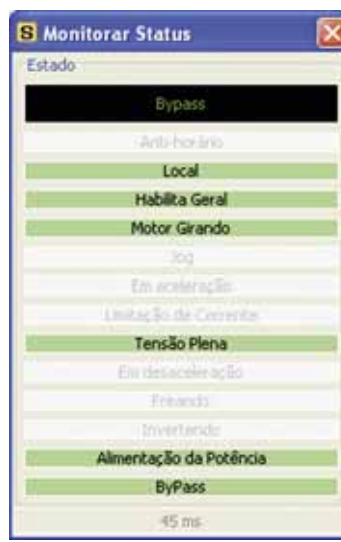 S Monitorar Status
Estado
Bypass
Anti-horário
Local
Habilita Geral
Motor Girando
Jog
Em aceleração
Limitação de Corrente
Tensão Plena
Em desaceleração
Freando
Invertendo
Alimentação da Potência
ByPass
45 ms